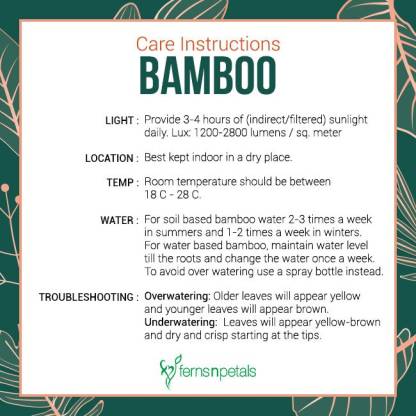 Care Instructions
BAMBOO
LIGHT : Provide 3-4 hours of (indirect/filtered) sunlight
daily. Lux: 1200-2800 lumens / sq. meter
LOCATION : Best kept indoor in a dry place.
TEMP : Room temperature should be between
18 C - 28 C.
WATER : For soil based bamboo water 2-3 times a week
in summers and 1-2 times a week in winters.
For water based bamboo, maintain water level
till the roots and change the water once a week.
To avoid over watering use a spray bottle instead.
TROUBLESHOOTING : Overwatering: Older leaves will appear yellow
and younger leaves will appear brown.
Underwatering: Leaves will appear yellow-brown
and dry and crisp starting at the tips.
fernsnpetals